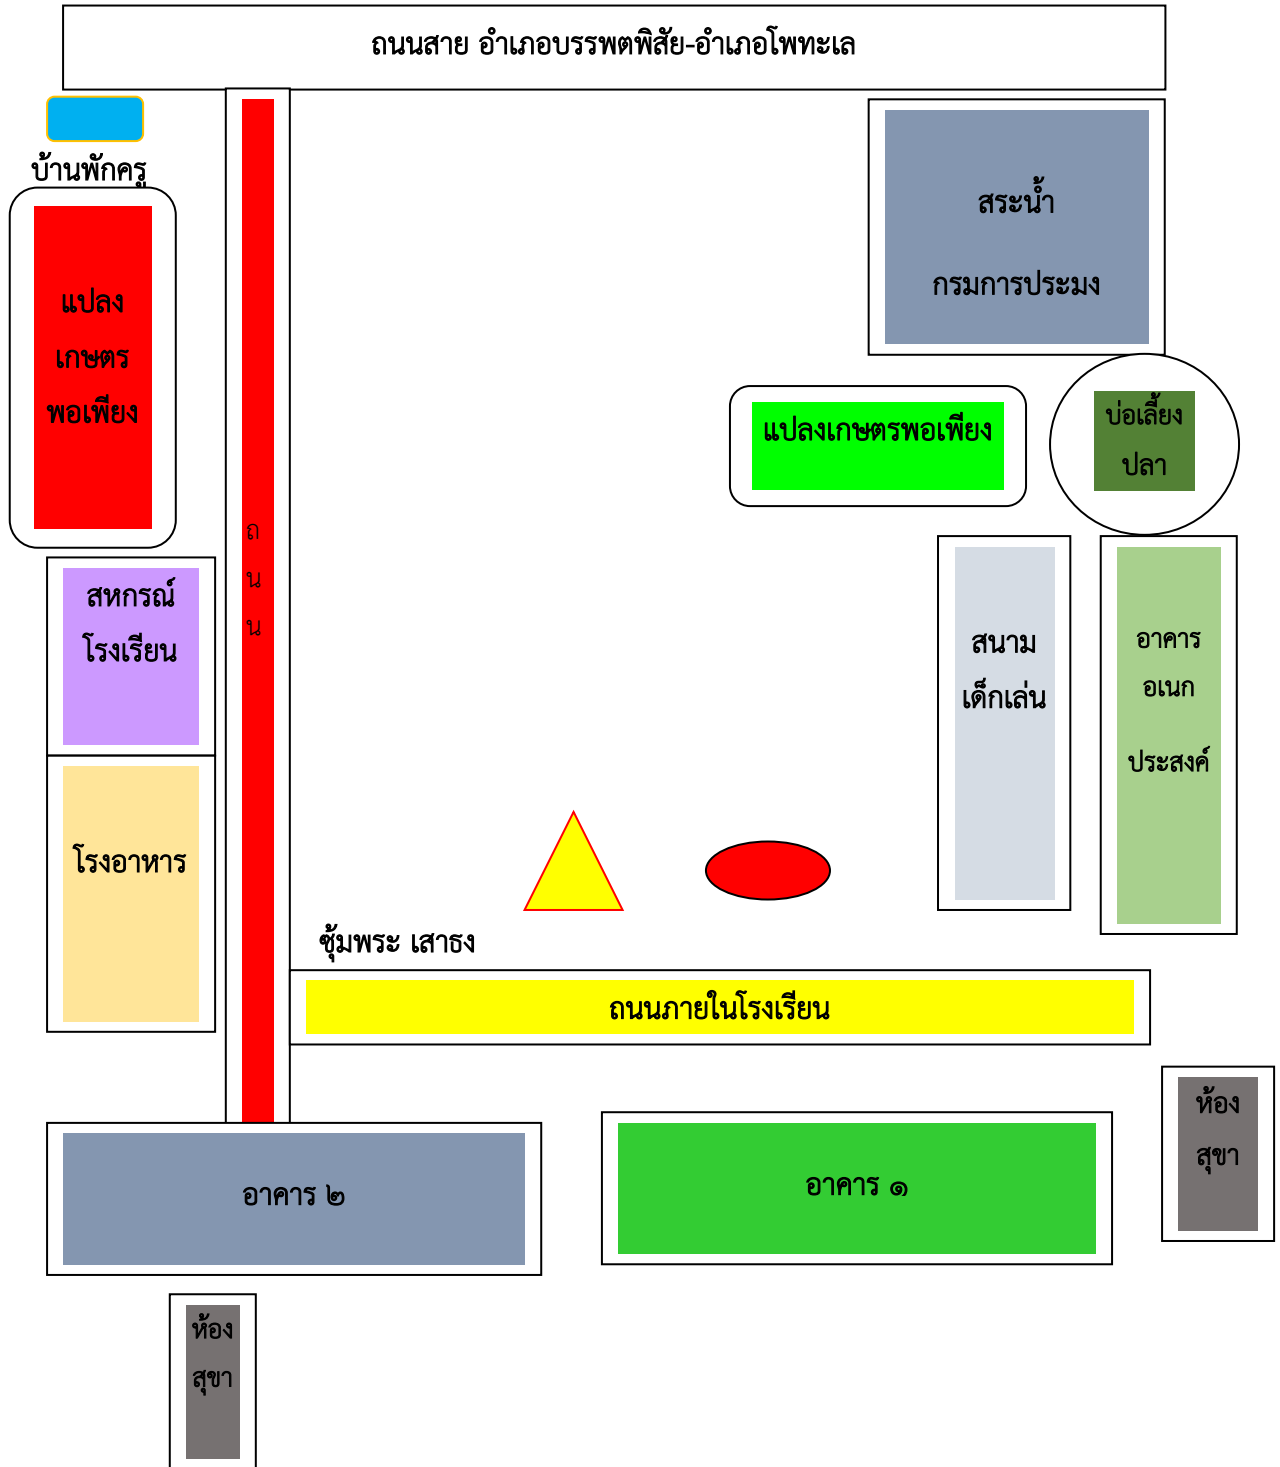 ถนนสาย อำเภอบรรพตพิสัย-อำเภอโพทะเล
บ้านพักครู
แปลง
เกษตร
พอเพียง
สระน้ำ
กรมการประมง
แปลงเกษตรพอเพียง
บ่อเลี้ยง
ปลา
ถ
น
น
สหกรณ์
โรงเรียน
สนาม
เด็กเล่น
อาคาร
อเนก
ประสงค์
โรงอาหาร
ซุ้มพระ เสาธง
ถนนภายในโรงเรียน
ห้อง
สุขา
อาคาร ๒
อาคาร ๑
ห้อง
สุขา